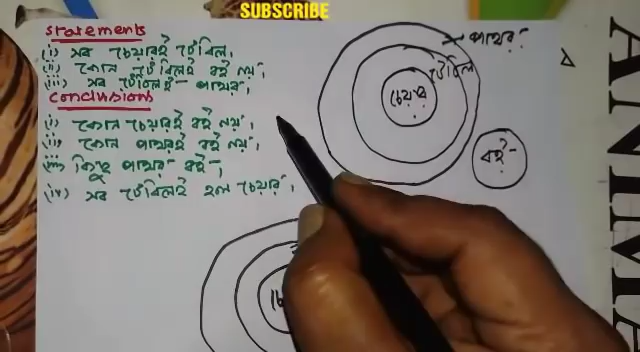 SUBSCRIBE
Statements
(i) সব চেয়ারই টেবিল,
(ii) কোন টেবিলই বই নয়,
(iii) সব টেবিলই পাথর,
Conclusions
(i) কোন চেয়ারই বই নয়,
(ii) কোন পাথরই বই নয়,
(iii) কিছু পাথর বই,
(iv) সব টেবিলই হল চেয়ার,
পাথর
টেবিল
চেয়ার
বই
ANIMA